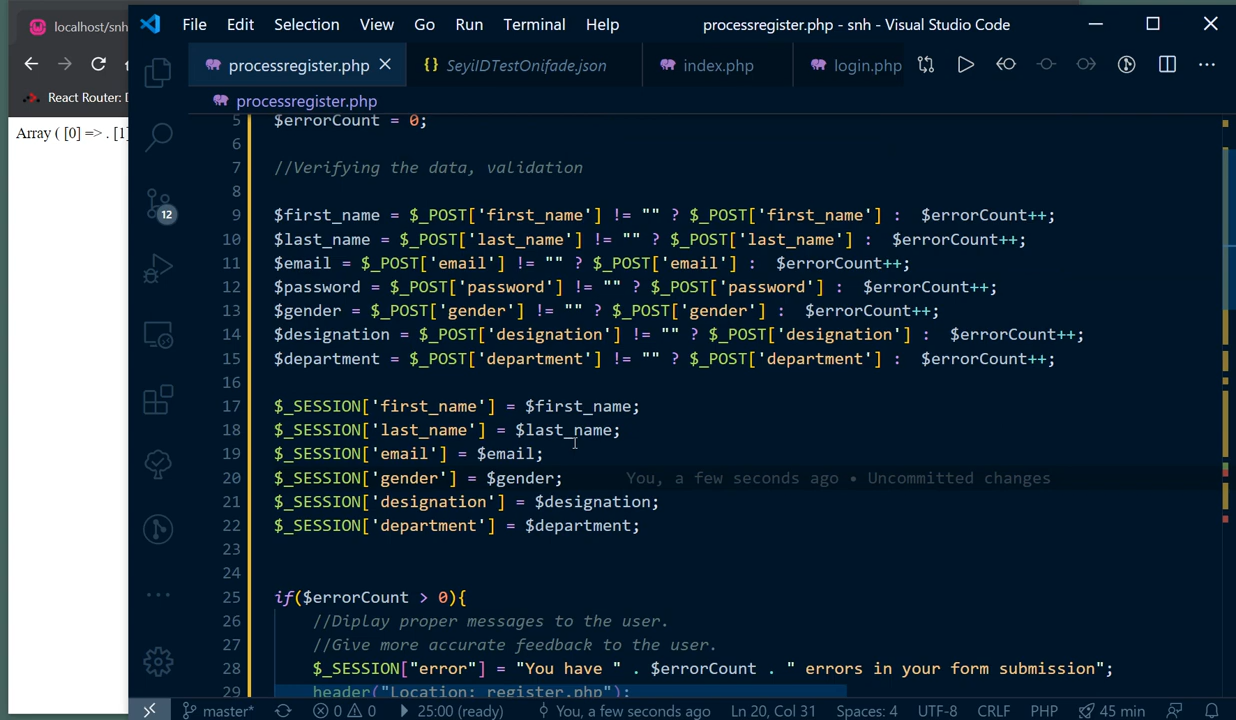 localhost/snh
React Router: D
Array ( [0] => . [1]
File Edit Selection View Go Run Terminal Help
processregister.php - snh - Visual Studio Code
processregister.php
SeyiIDTestOnifade.json
index.php
login.php
processregister.php
12
5 $errorCount = 0;
6
7 //Verifying the data, validation
8
9 $first_name = $_POST['first_name'] != "" ? $_POST['first_name'] :  $errorCount++;
10 $last_name = $_POST['last_name'] != "" ? $_POST['last_name'] :  $errorCount++;
11 $email = $_POST['email'] != "" ? $_POST['email'] :  $errorCount++;
12 $password = $_POST['password'] != "" ? $_POST['password'] :  $errorCount++;
13 $gender = $_POST['gender'] != "" ? $_POST['gender'] :  $errorCount++;
14 $designation = $_POST['designation'] != "" ? $_POST['designation'] :  $errorCount++;
15 $department = $_POST['department'] != "" ? $_POST['department'] :  $errorCount++;
16
17 $_SESSION['first_name'] = $first_name;
18 $_SESSION['last_name'] = $last_name;
19 $_SESSION['email'] = $email;
20 $_SESSION['gender'] = $gender; You, a few seconds ago • Uncommitted changes
21 $_SESSION['designation'] = $designation;
22 $_SESSION['department'] = $department;
23
24
25 if($errorCount > 0){
26 //Diplay proper messages to the user.
27 //Give more accurate feedback to the user.
28 $_SESSION["error"] = "You have " . $errorCount . " errors in your form submission";
29 header("Location: register.php");
master* 0 0 25:00 (ready) You, a few seconds ago Ln 20, Col 31 Spaces: 4 UTF-8 CRLF PHP 45 min